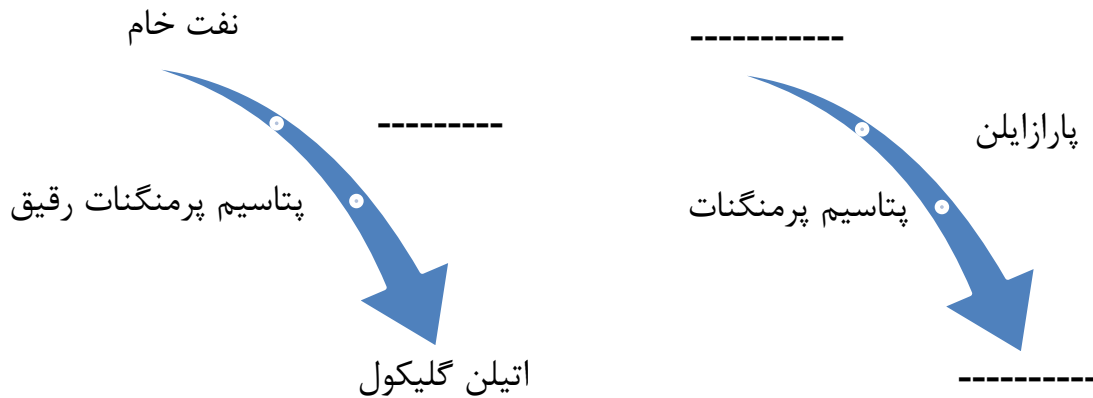 نفت خام
---------
پتاسیم پرمنگنات رقیق
اتیلن گلیکول
-----------
پارازایلن
پتاسیم پرمنگنات
----------